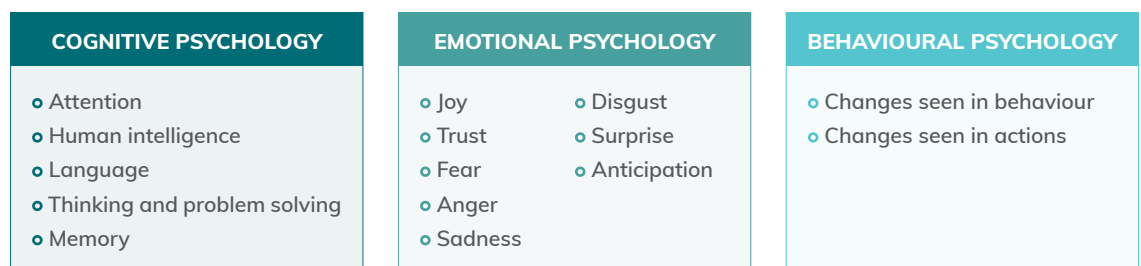 COGNITIVE PSYCHOLOGY
Attention
Human intelligence
Language
Thinking and problem solving
Memory
EMOTIONAL PSYCHOLOGY
Joy
Trust
Fear
Anger
Sadness
Disgust
Surprise
Anticipation
BEHAVIOURAL PSYCHOLOGY
Changes seen in behaviour
Changes seen in actions